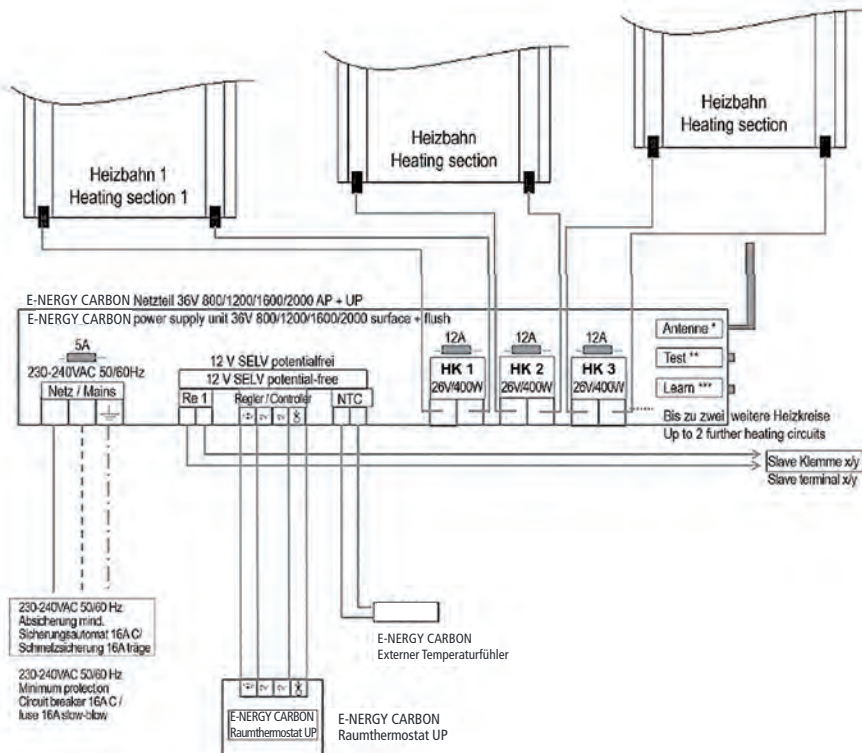 Heizbahn 1
Heating section 1
Heizbahn
Heating section
Heizbahn
Heating section
E-NERGY CARBON Netzteil 36V 800/1200/1600/2000 AP + UP
E-NERGY CARBON power supply unit 36V 800/1200/1600/2000 surface + flush
5A
230-240VAC 50/60Hz
Netz / Mains
12 V SELV potentialfrei
12 V SELV potential-free
Re 1
Regler / Controller
NTC
12A
HK 1
26V/400W
12A
HK 2
26V/400W
12A
HK 3
26V/400W
Antenne *
Test **
Learn ***
Bis zu zwei weitere Heizkreise
Up to 2 further heating circuits
Slave Klemme x/y
Slave terminal x/y
230-240VAC 50/60 Hz
Absicherung mind.
Sicherungsautomat 16A C/
Schmelzsicherung 16A träge
230-240VAC 50/60 Hz
Minimum protection
Circuit breaker 16A C /
fuse 16A slow-blow
E-NERGY CARBON
Externer Temperaturfühler
E-NERGY CARBON
Raumthermostat UP
E-NERGY CARBON
Raumthermostat UP